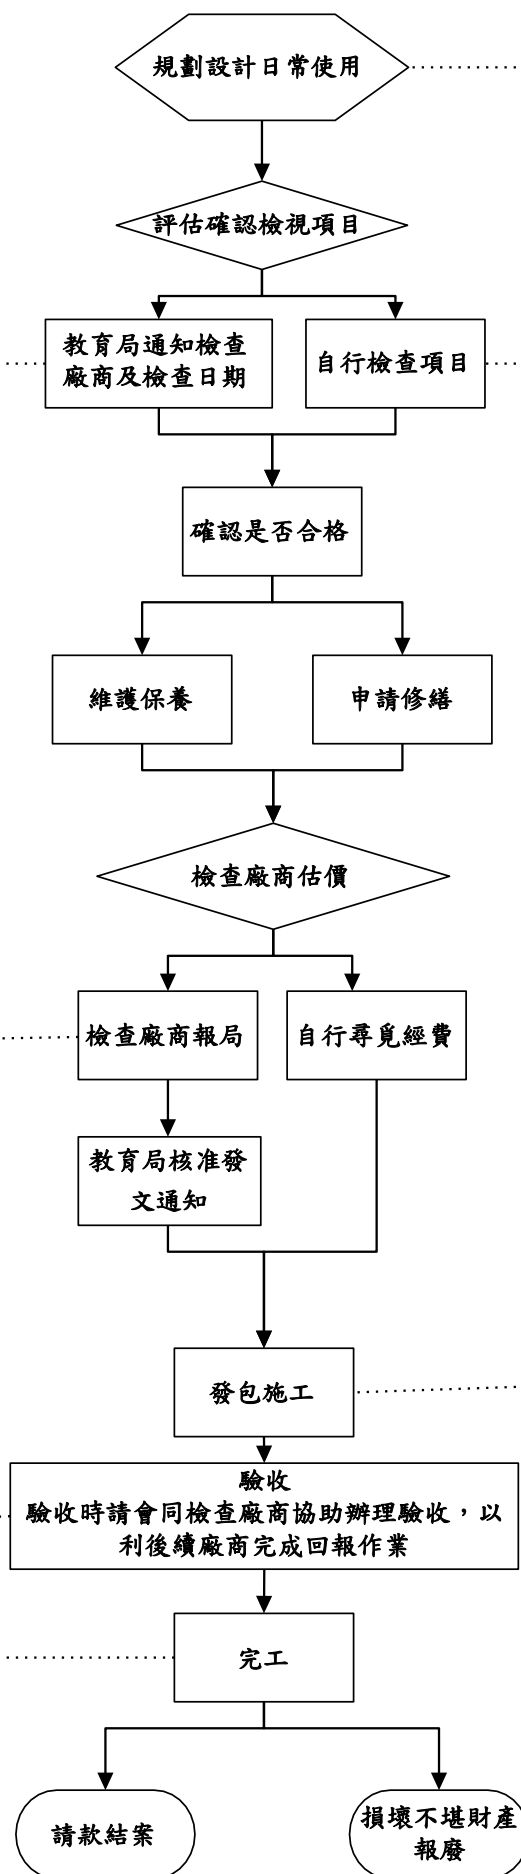 規劃設計日常使用
評估確認檢視項目
教育局通知檢查
廠商及檢查日期
自行檢查項目
確認是否合格
維護保養
申請修繕
檢查廠商估價
檢查廠商報局
自行尋覓經費
教育局核准發
文通知
發包施工
驗收
驗收時請會同檢查廠商協助辦理驗收，以
利後續廠商完成回報作業
完工
請款結案
損壞不堪財產
報廢